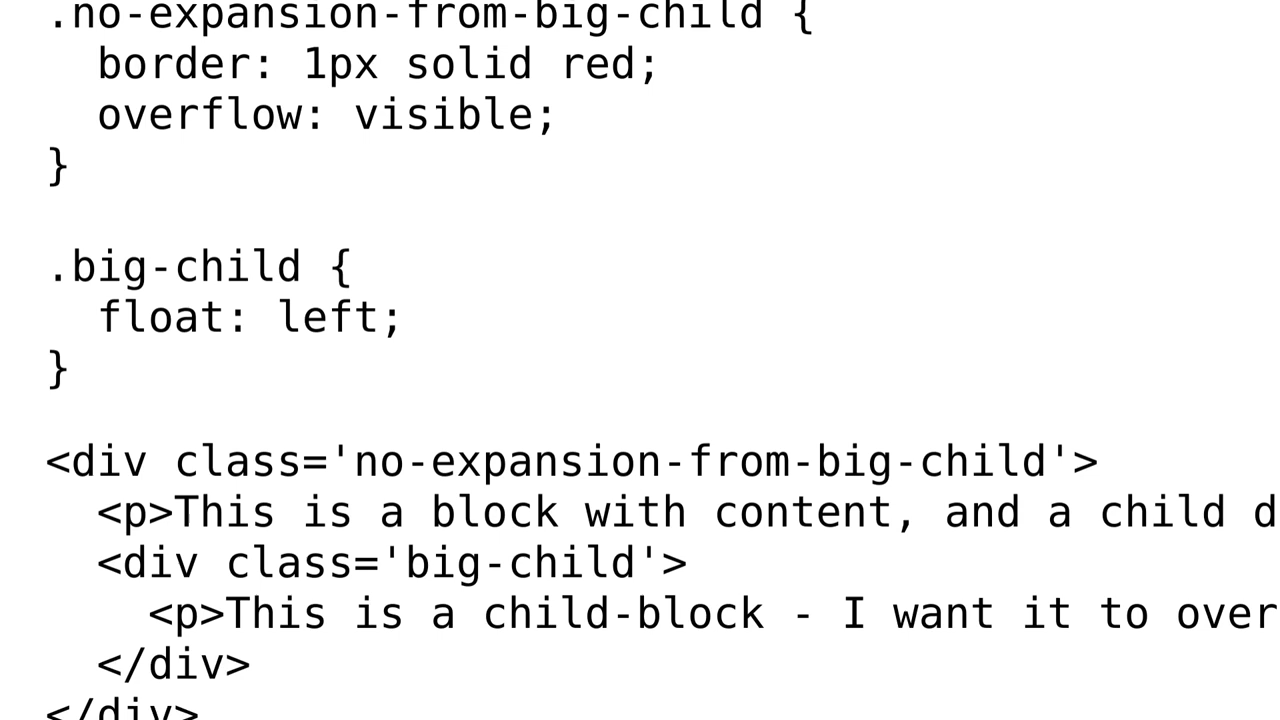 .no-expansion-from-big-child {
  border: 1px solid red;
  overflow: visible;
}

.big-child {
  float: left;
}

<div class='no-expansion-from-big-child'>
  <p>This is a block with content, and a child d
  <div class='big-child'>
    <p>This is a child-block - I want it to over
  </div>
</div>